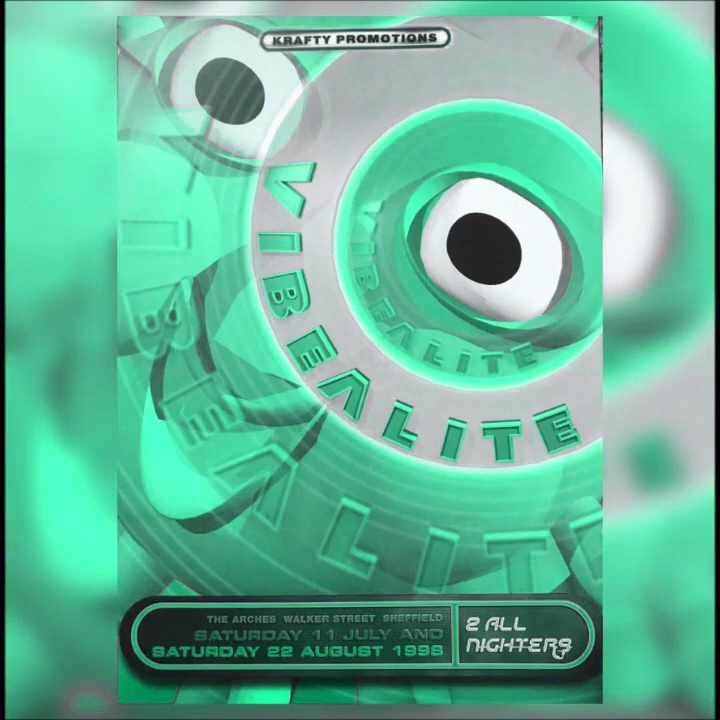 KRAFTY PROMOTIONS
VIBEALITE
VIBEALITE
VIBEALITE
THE ARCHES WALKER STREET SHEFFIELD
SATURDAY 11 JULY AND
SATURDAY 22 AUGUST 1998
2 ALL
NIGHTERS